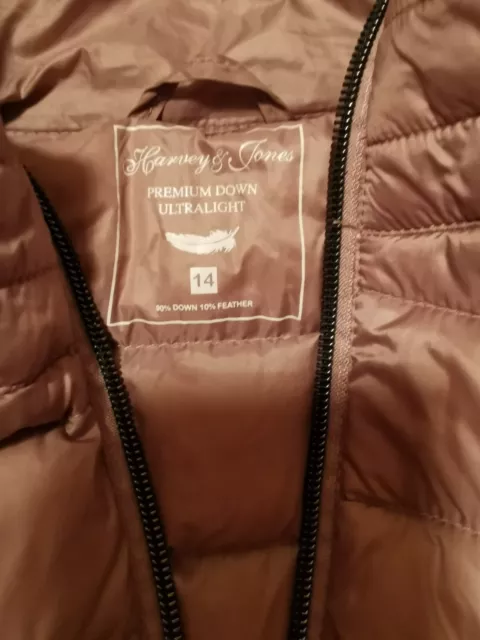 Harvey & Jones
PREMIUM DOWN
ULTRALIGHT
14
90% DOWN 10% FEATHER